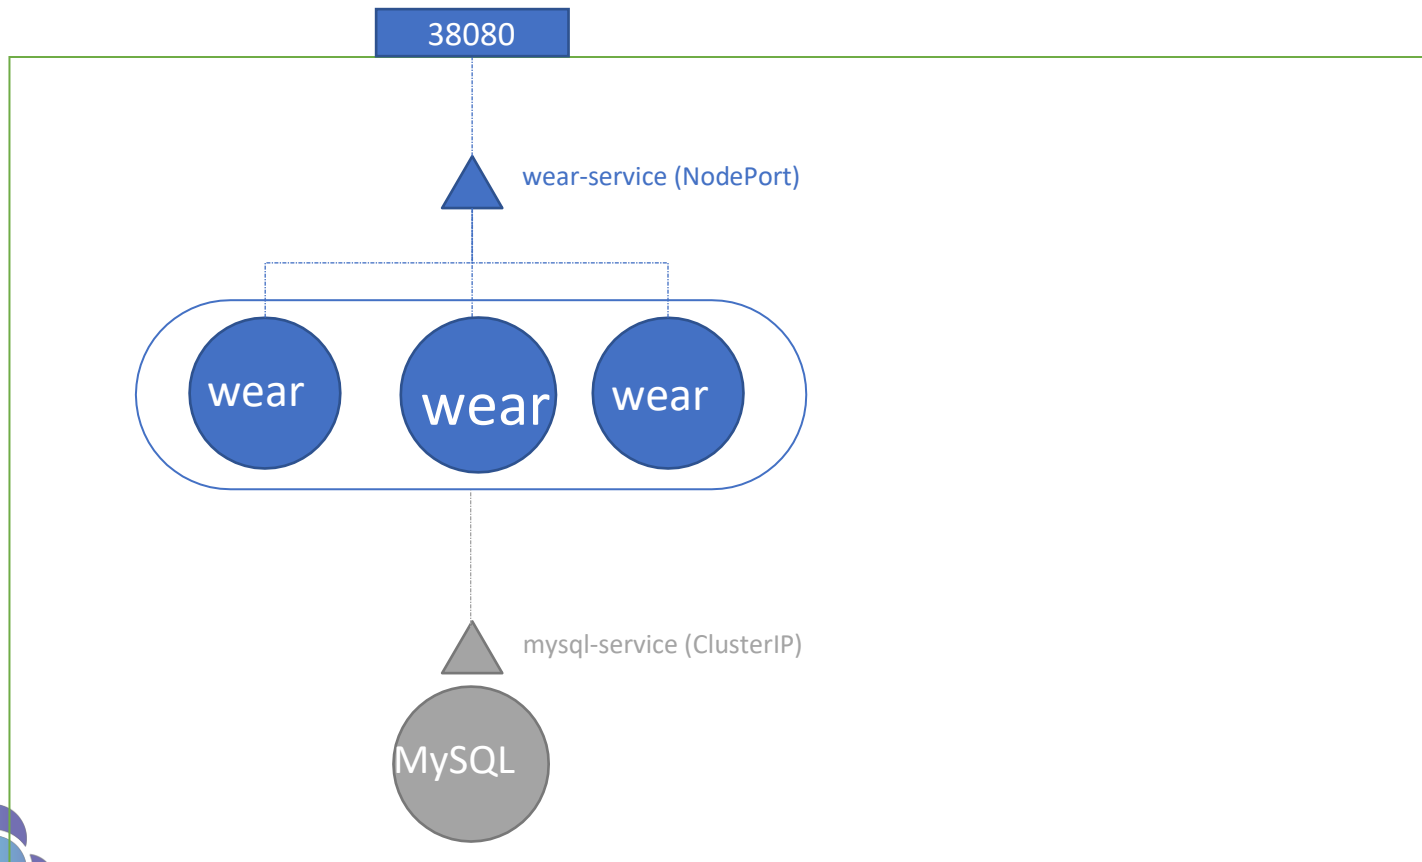 38080
wear-service (NodePort)
wear
wear
wear
mysql-service (ClusterIP)
MySQL